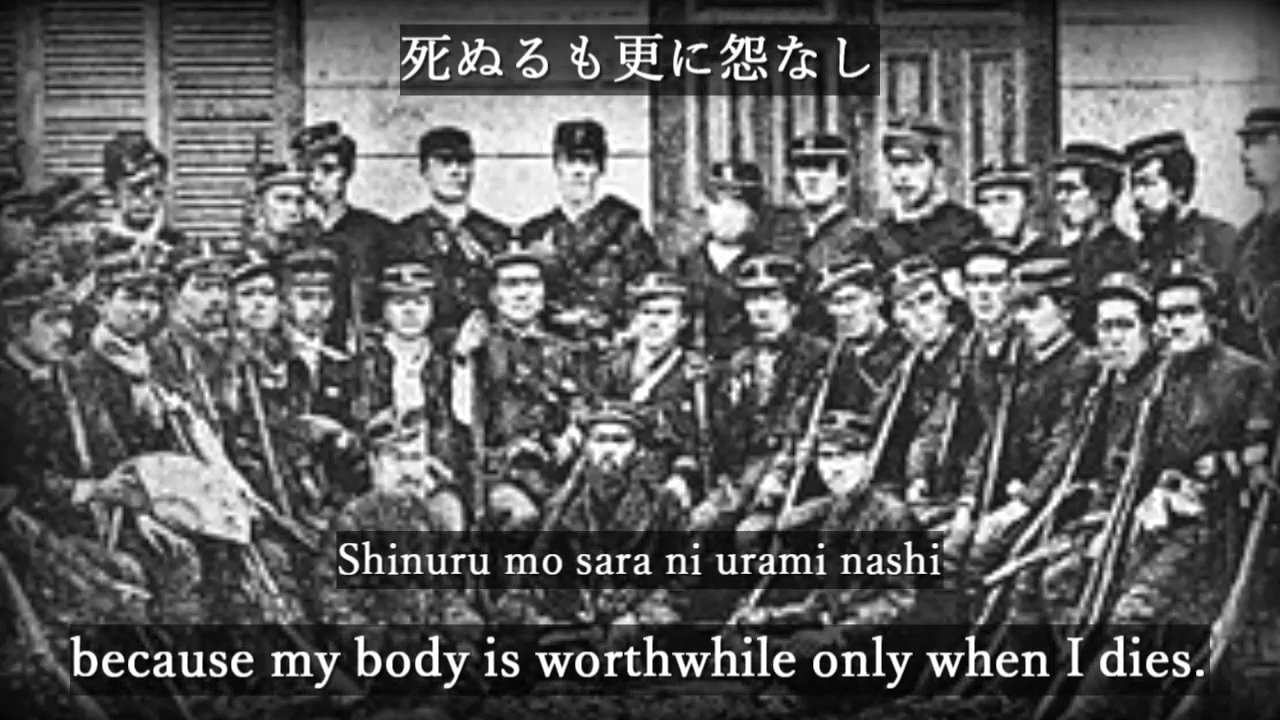 死ぬるも更に怨なし
Shinuru mo sara ni urami nashi
because my body is worthwhile only when I dies.